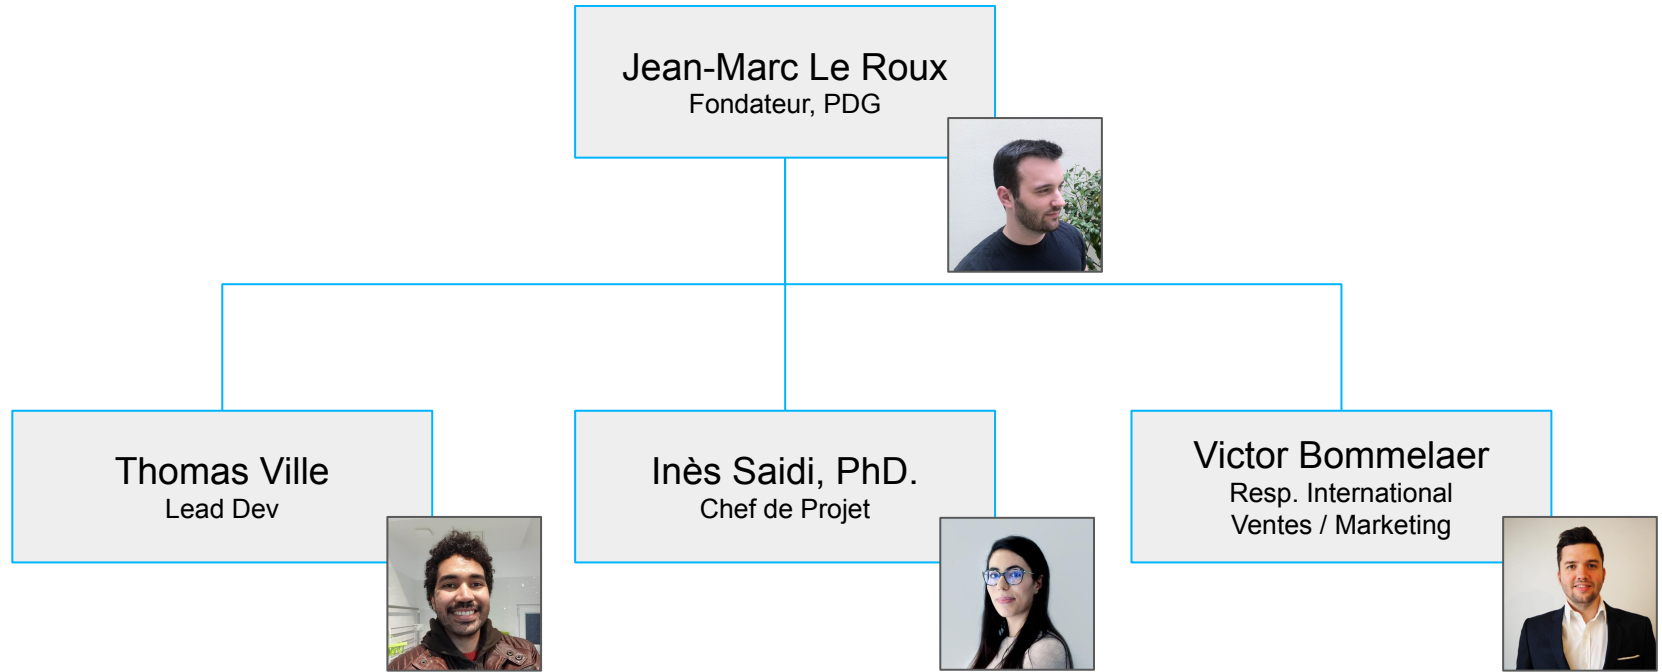 Jean-Marc Le Roux
Fondateur, PDG
Thomas Ville
Lead Dev
Inès Saidi, PhD.
Chef de Projet
Victor Bommelaer
Resp. International
Ventes / Marketing